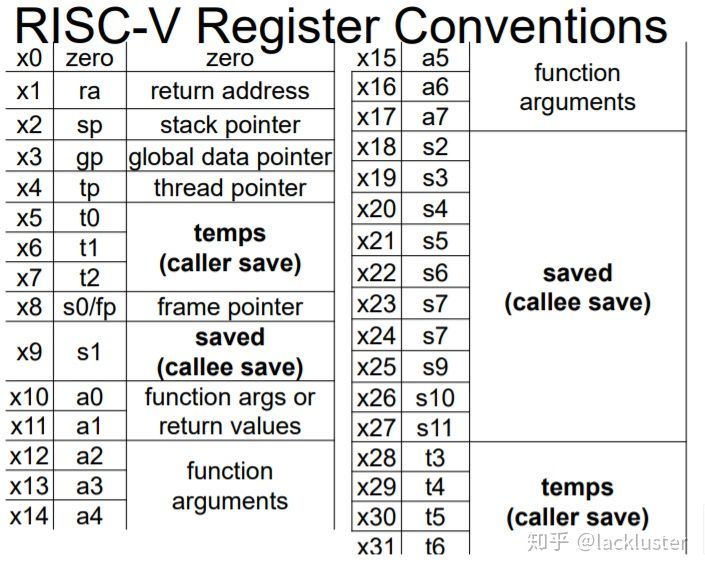 RISC-V Register Conventions
x0 zero zero
x1 ra return address
x2 sp stack pointer
x3 gp global data pointer
x4 tp thread pointer
x5 t0
x6 t1
x7 t2
temps
(caller save)
x8 s0/fp frame pointer
x9 s1
saved
(callee save)
x10 a0 function args or
x11 a1 return values
x12 a2
x13 a3
x14 a4
function
arguments
x15 a5
x16 a6
x17 a7
function
arguments
x18 s2
x19 s3
x20 s4
x21 s5
x22 s6
x23 s7
x24 s7
x25 s9
x26 s10
x27 s11
saved
(callee save)
x28 t3
x29 t4
x30 t5
x31 t6
temps
(caller save)
知乎 @lackluster